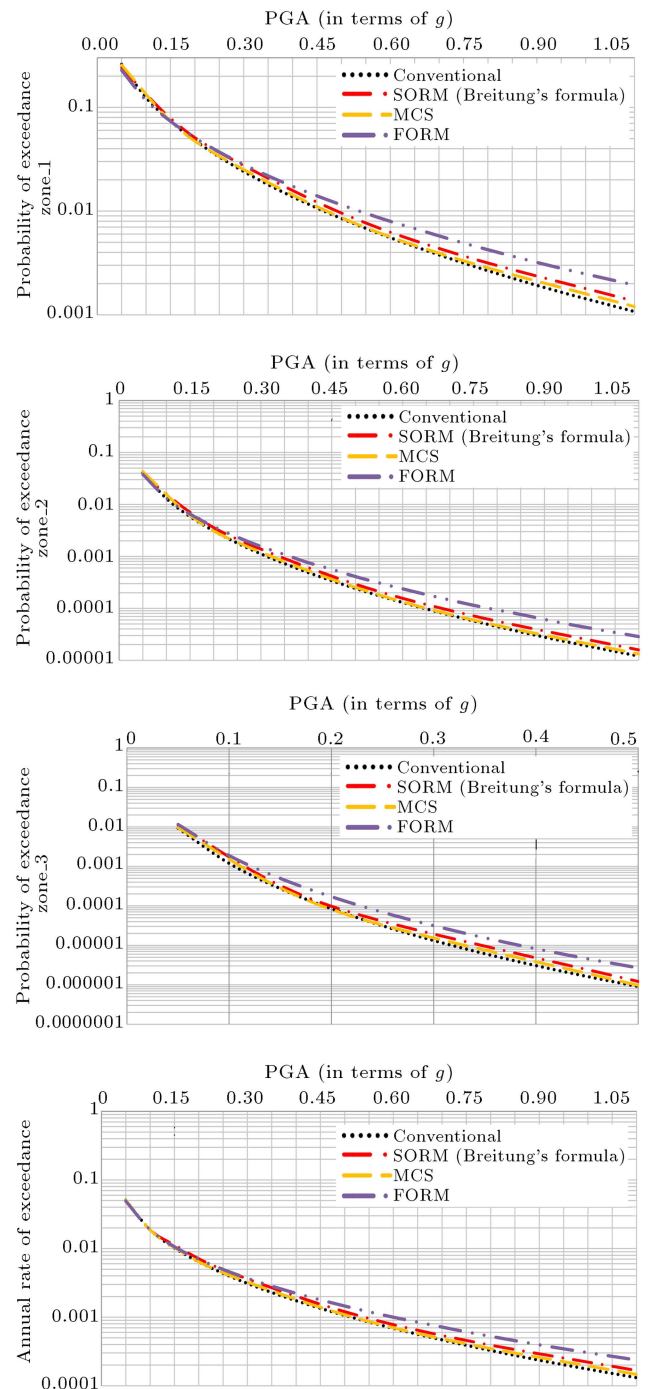 PGA (in terms of g)
0.00 0.15 0.30 0.45 0.60 0.75 0.90 1.05
Conventional
SORM (Breitung's formula)
MCS
FORM
0.1
0.01
0.001
Probability of exceedance
zone_1
PGA (in terms of g)
0 0.15 0.30 0.45 0.60 0.75 0.90 1.05
Conventional
SORM (Breitung's formula)
MCS
FORM
1
0.1
0.01
0.001
0.0001
0.00001
Probability of exceedance
zone_2
PGA (in terms of g)
0 0.1 0.2 0.3 0.4 0.5
Conventional
SORM (Breitung's formula)
MCS
FORM
1
0.1
0.01
0.001
0.0001
0.00001
0.000001
0.0000001
Probability of exceedance
zone_3
PGA (in terms of g)
0 0.15 0.30 0.45 0.60 0.75 0.90 1.05
Conventional
SORM (Breitung's formula)
MCS
FORM
1
0.1
0.01
0.001
0.0001
Annual rate of exceedance